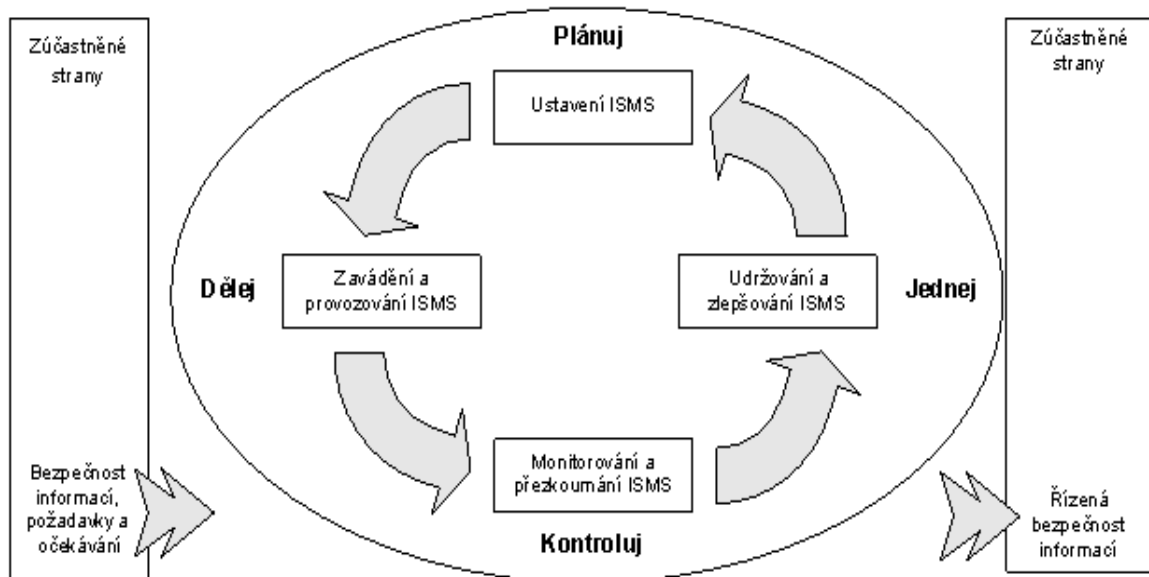 Zúčastněné
strany
Bezpečnost
informací,
požadavky a
očekávání
Plánuj
Ustavení ISMS
Dělej
Zavádění a
provozování ISMS
Udržování a
zlepšování ISMS
Jednej
Monitorování a
přezkoumání ISMS
Kontroluj
Zúčastněné
strany
Řízená
bezpečnost
informací